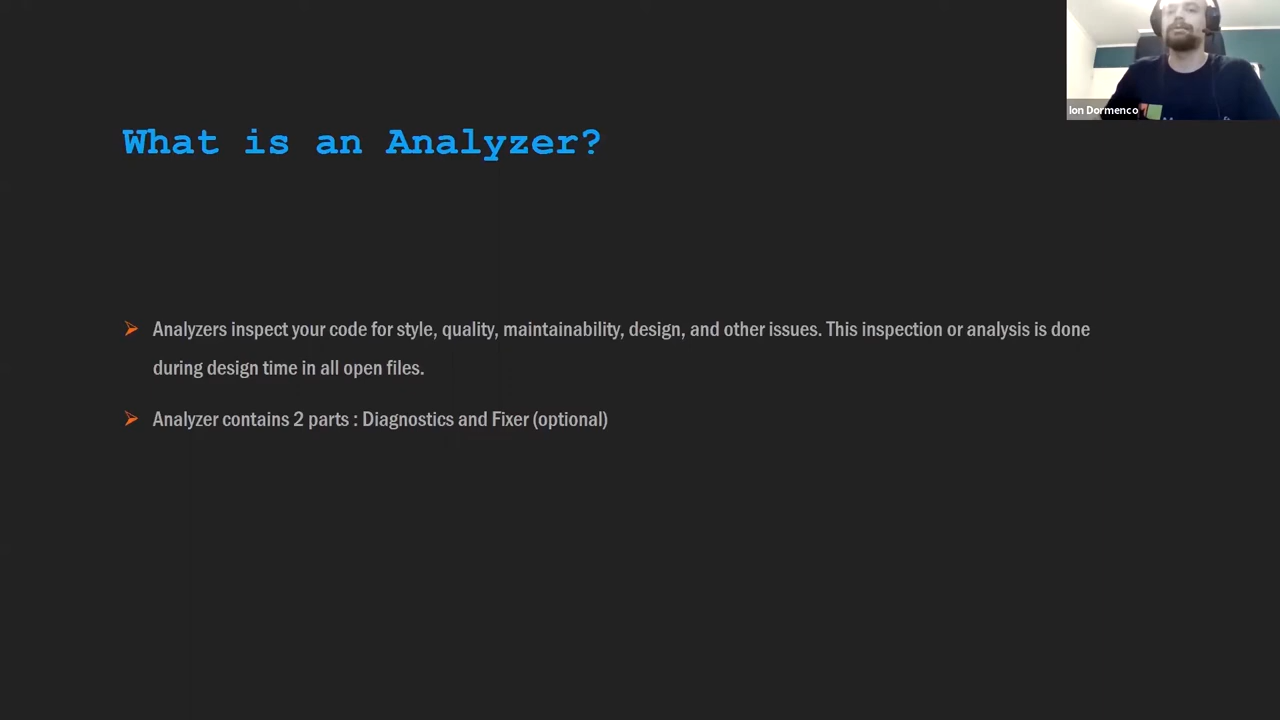 Ion Dormenco
What is an Analyzer?
Analyzers inspect your code for style, quality, maintainability, design, and other issues. This inspection or analysis is done
during design time in all open files.
Analyzer contains 2 parts : Diagnostics and Fixer (optional)